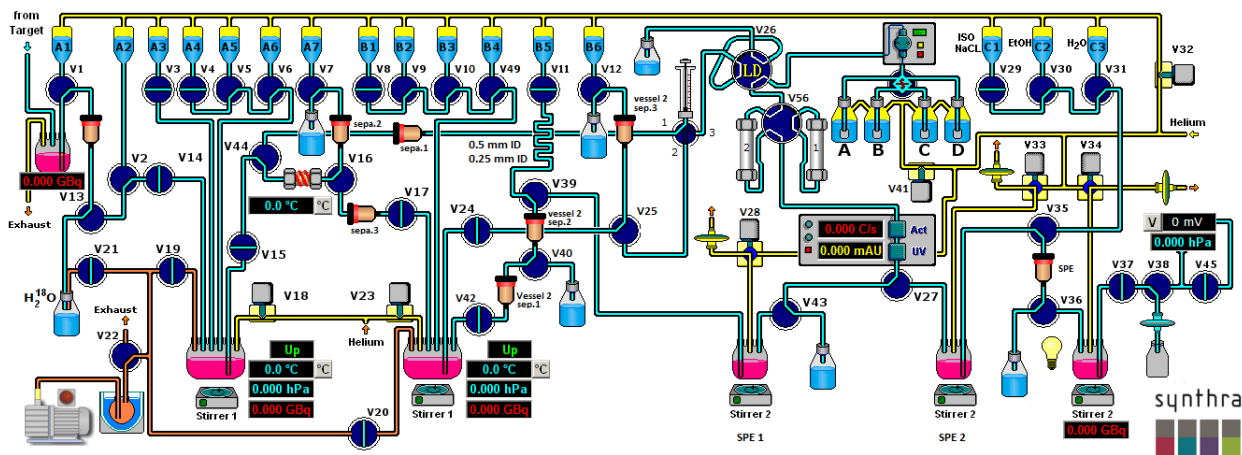 from
Target
A1
A2
A3
A4
A5
A6
A7
B1
B2
B3
B4
B5
B6
V26
ISO
NaCL
C1
EtOH
C2
H2O
C3
V32
V1
V3
V4
V5
V6
V7
V8
V9
V10
V49
V11
V12
LD
V29
V30
V31
vessel 2
sep.3
V56
sepa.2
sepa.1
1
3
2
0.5 mm ID
0.25 mm ID
2
1
A
B
C
D
Helium
V2
V14
V44
V16
V33
V34
0.000 GBq
V13
0.0 °C
°C
V17
sepa.3
V39
V41
Exhaust
V24
vessel 2
sep.2
V25
V28
0.000 C/s
Act
0.000 mAU
UV
V35
V
0 mV
0.000 hPa
V21
V19
V15
V40
SPE
V37
V38
V45
H2 18O
V18
V23
Vessel 2
sep.1
V42
V43
V27
V36
Exhaust
Helium
V22
Up
0.0 °C
°C
0.000 hPa
0.000 GBq
Up
0.0 °C
°C
0.000 hPa
0.000 GBq
Stirrer 1
Stirrer 1
V20
Stirrer 2
Stirrer 2
Stirrer 2
0.000 GBq
SPE 1
SPE 2
synthra